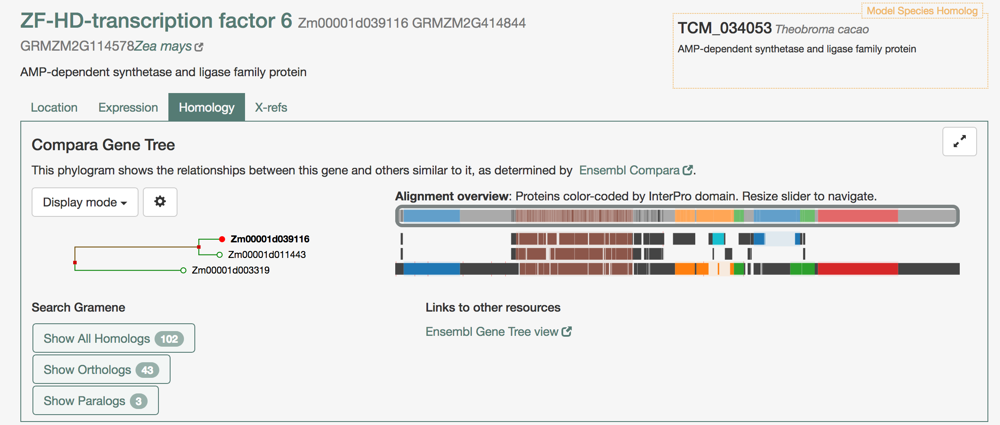 ZF-HD-transcription factor 6 Zm00001d039116 GRMZM2G414844
GRMZM2G114578Zea mays
AMP-dependent synthetase and ligase family protein
Model Species Homolog
TCM_034053 Theobroma cacao
AMP-dependent synthetase and ligase family protein
Location Expression Homology X-refs
Compara Gene Tree
This phylogram shows the relationships between this gene and others similar to it, as determined by Ensembl Compara.
Display mode
Alignment overview: Proteins color-coded by InterPro domain. Resize slider to navigate.
Zm00001d039116
Zm00001d011443
Zm00001d003319
Search Gramene
Show All Homologs 102
Show Orthologs 43
Show Paralogs 3
Links to other resources
Ensembl Gene Tree view